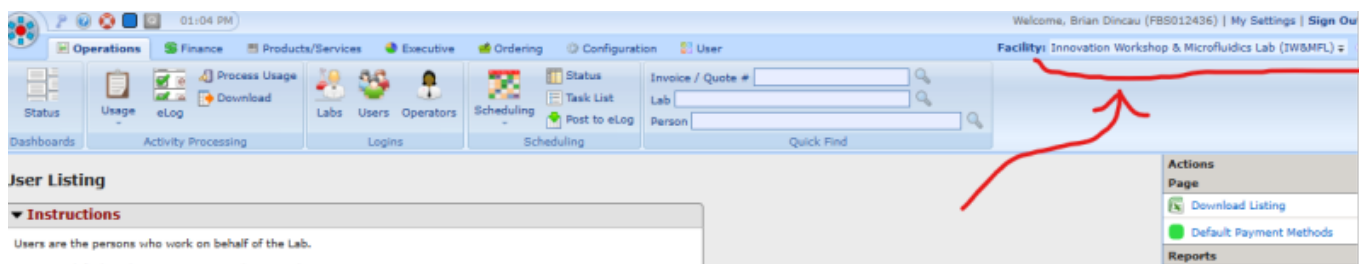 01:04 PM
Welcome, Brian Dincau (FBS012436) | My Settings | Sign Ou
Operations Finance Products/Services Executive Ordering Configuration User
Facility: Innovation Workshop & Microfluidics Lab (IW&MFL)
Process Usage
Download
Status
Usage
eLog
Labs
Users
Operators
Scheduling
Status
Task List
Post to eLog
Invoice / Quote #
Lab
Person
Dashboards
Activity Processing
Logins
Scheduling
Quick Find
User Listing
Instructions
Users are the persons who work on behalf of the Lab.
Actions
Page
Download Listing
Default Payment Methods
Reports